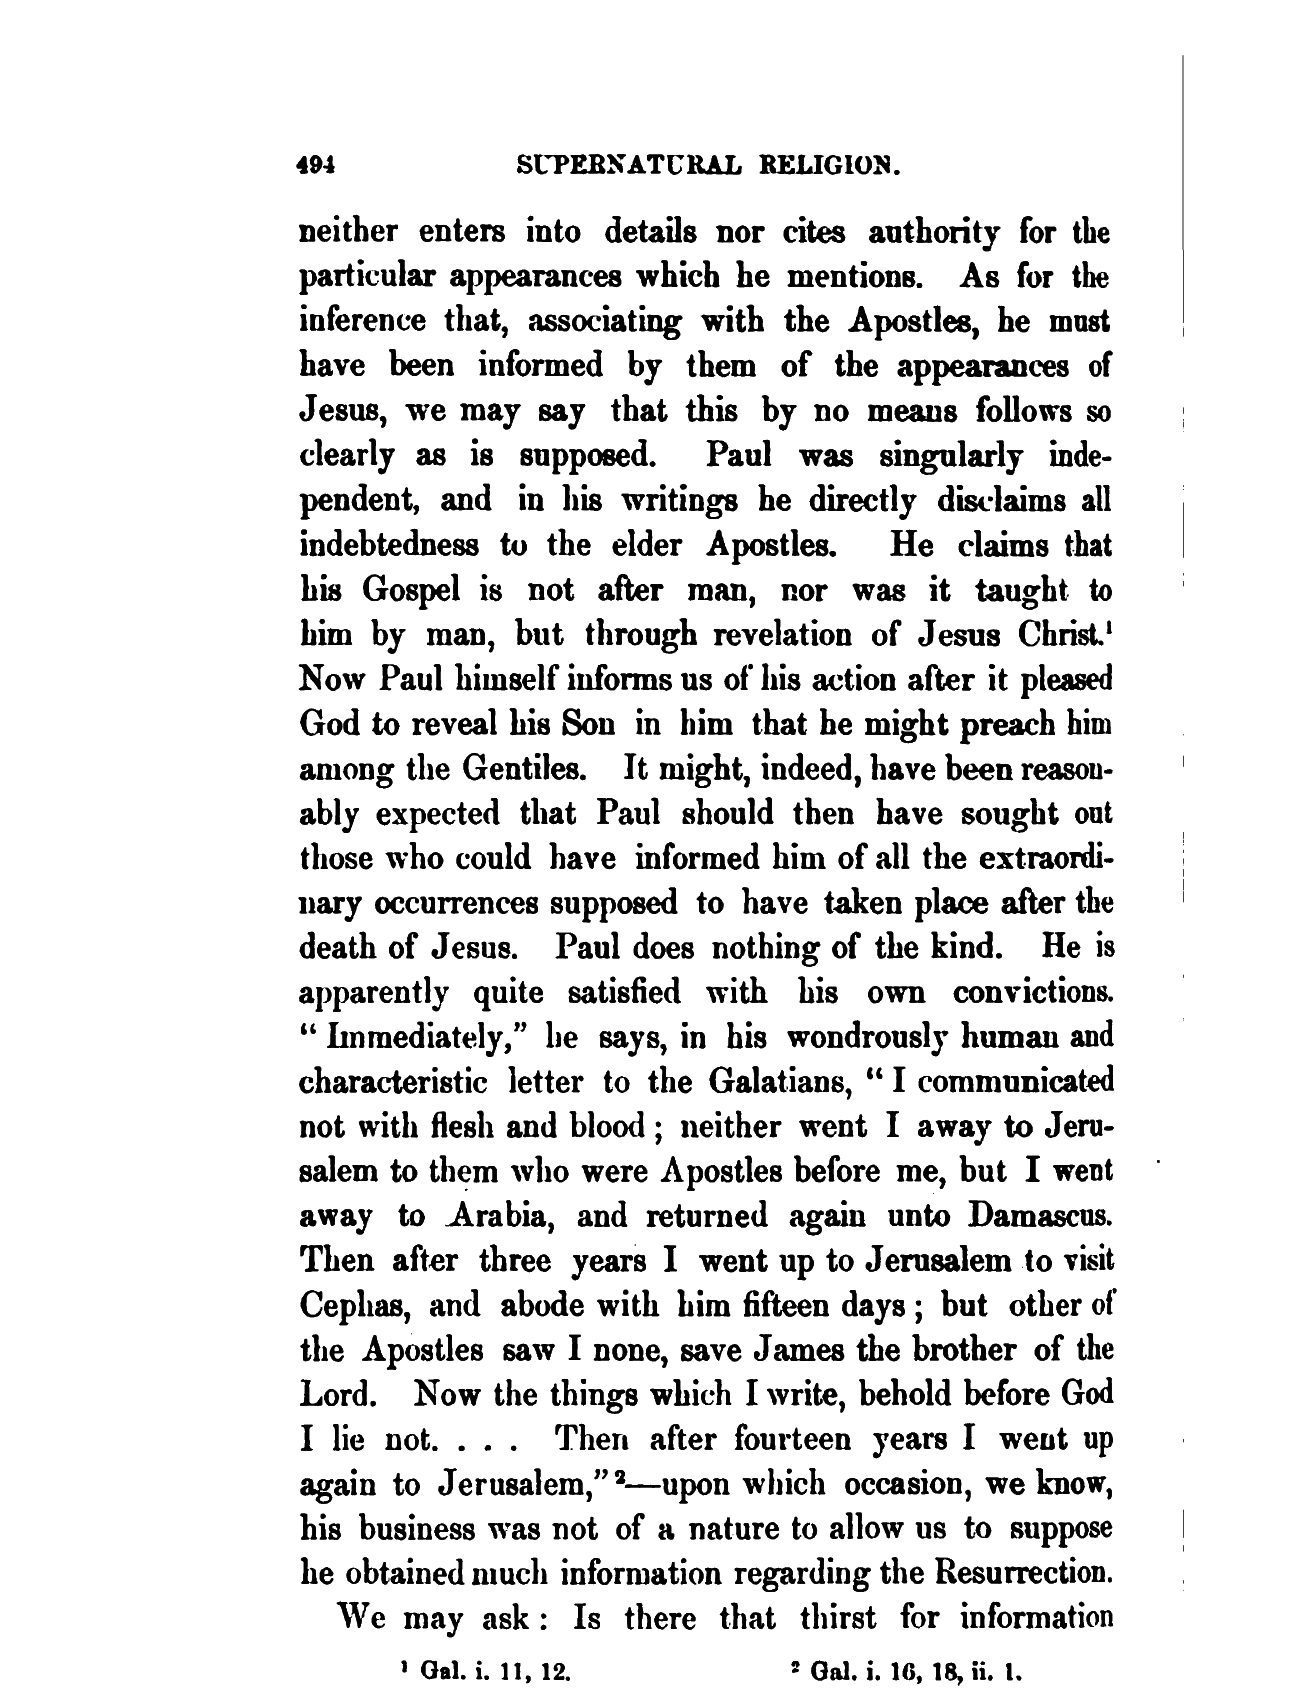 494 SUPERNATURAL RELIGION.
neither enters into details nor cites authority for the
particular appearances which he mentions. As for the
inference that, associating with the Apostles, he must
have been informed by them of the appearances of
Jesus, we may say that this by no means follows so
clearly as is supposed. Paul was singularly inde-
pendent, and in his writings he directly disclaims all
indebtedness to the elder Apostles. He claims that
his Gospel is not after man, nor was it taught to
him by man, but through revelation of Jesus Christ.¹
Now Paul himself informs us of his action after it pleased
God to reveal his Son in him that he might preach him
among the Gentiles. It might, indeed, have been reason-
ably expected that Paul should then have sought out
those who could have informed him of all the extraordi-
nary occurrences supposed to have taken place after the
death of Jesus. Paul does nothing of the kind. He is
apparently quite satisfied with his own convictions.
“ Immediately,” he says, in his wondrously human and
characteristic letter to the Galatians, “ I communicated
not with flesh and blood ; neither went I away to Jeru-
salem to them who were Apostles before me, but I went
away to Arabia, and returned again unto Damascus.
Then after three years I went up to Jerusalem to visit
Cephas, and abode with him fifteen days ; but other of
the Apostles saw I none, save James the brother of the
Lord. Now the things which I write, behold before God
I lie not. . . . Then after fourteen years I went up
again to Jerusalem,” ²—upon which occasion, we know,
his business was not of a nature to allow us to suppose
he obtained much information regarding the Resurrection.
We may ask : Is there that thirst for information
¹ Gal. i. 11, 12. ² Gal. i. 16, 18, ii. 1.